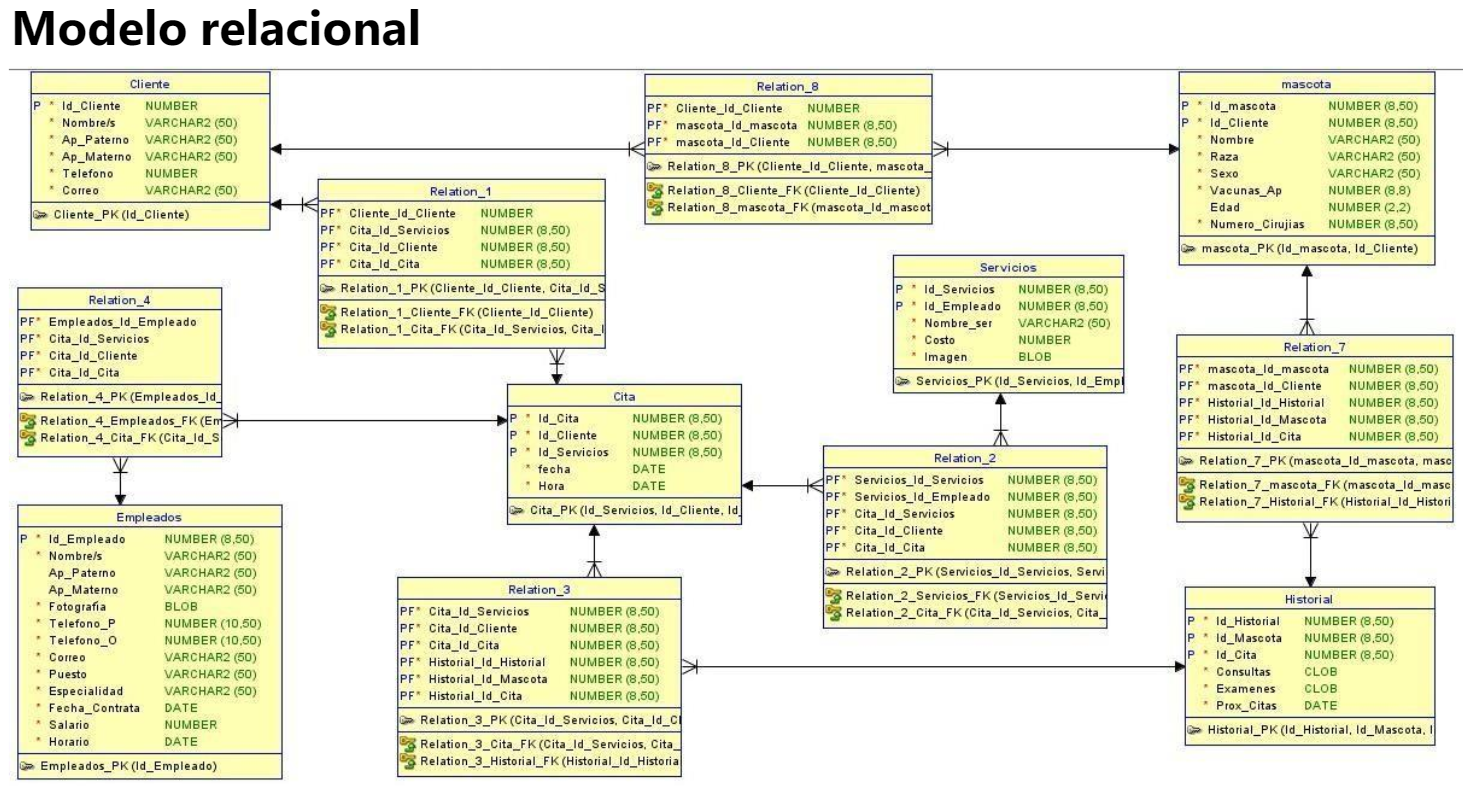 Modelo relacional
Cliente
P * Id_Cliente NUMBER
* Nombre/s VARCHAR2 (50)
* Ap_Paterno VARCHAR2 (50)
* Ap_Materno VARCHAR2 (50)
* Telefono NUMBER
* Correo VARCHAR2 (50)
Cliente_PK (Id_Cliente)
Relation_8
PF* Cliente_Id_Cliente NUMBER
PF* mascota_Id_mascota NUMBER (8,50)
PF* mascota_Id_Cliente NUMBER (8,50)
Relation_8_PK (Cliente_Id_Cliente, mascota_
Relation_8_Cliente_FK (Cliente_Id_Cliente)
Relation_8_mascota_FK (mascota_Id_mascot
mascota
P * Id_mascota NUMBER (8,50)
P * Id_Cliente NUMBER (8,50)
* Nombre VARCHAR2 (50)
* Raza VARCHAR2 (50)
* Sexo VARCHAR2 (50)
* Vacunas_Ap NUMBER (8,8)
Edad NUMBER (2,2)
* Numero_Cirujias NUMBER (8,50)
mascota_PK (Id_mascota, Id_Cliente)
Relation_1
PF* Cliente_Id_Cliente NUMBER
PF* Cita_Id_Servicios NUMBER (8,50)
PF* Cita_Id_Cliente NUMBER (8,50)
PF* Cita_Id_Cita NUMBER (8,50)
Relation_1_PK (Cliente_Id_Cliente, Cita_Id_S
Relation_1_Cliente_FK (Cliente_Id_Cliente)
Relation_1_Cita_FK (Cita_Id_Servicios, Cita_I
Servicios
P * Id_Servicios NUMBER (8,50)
P * Id_Empleado NUMBER (8,50)
* Nombre_ser VARCHAR2 (50)
* Costo NUMBER
* Imagen BLOB
Servicios_PK (Id_Servicios, Id_Empl
Relation_4
PF* Empleados_Id_Empleado
PF* Cita_Id_Servicios
PF* Cita_Id_Cliente
PF* Cita_Id_Cita
Relation_4_PK (Empleados_Id_
Relation_4_Empleados_FK (Em
Relation_4_Cita_FK (Cita_Id_S
Relation_7
PF* mascota_Id_mascota NUMBER (8,50)
PF* mascota_Id_Cliente NUMBER (8,50)
PF* Historial_Id_Historial NUMBER (8,50)
PF* Historial_Id_Mascota NUMBER (8,50)
PF* Historial_Id_Cita NUMBER (8,50)
Relation_7_PK (mascota_Id_mascota, masc
Relation_7_mascota_FK (mascota_Id_masc
Relation_7_Historial_FK (Historial_Id_Histori
Cita
P * Id_Cita NUMBER (8,50)
P * Id_Cliente NUMBER (8,50)
P * Id_Servicios NUMBER (8,50)
* fecha DATE
* Hora DATE
Cita_PK (Id_Servicios, Id_Cliente, Id_
Relation_2
PF* Servicios_Id_Servicios NUMBER (8,50)
PF* Servicios_Id_Empleado NUMBER (8,50)
PF* Cita_Id_Servicios NUMBER (8,50)
PF* Cita_Id_Cliente NUMBER (8,50)
PF* Cita_Id_Cita NUMBER (8,50)
Relation_2_PK (Servicios_Id_Servicios, Servi
Relation_2_Servicios_FK (Servicios_Id_Servi
Relation_2_Cita_FK (Cita_Id_Servicios, Cita_
Empleados
P * Id_Empleado NUMBER (8,50)
* Nombre/s VARCHAR2 (50)
Ap_Paterno VARCHAR2 (50)
Ap_Materno VARCHAR2 (50)
* Fotografia BLOB
* Telefono_P NUMBER (10,50)
* Telefono_O NUMBER (10,50)
* Correo VARCHAR2 (50)
* Puesto VARCHAR2 (50)
* Especialidad VARCHAR2 (50)
* Fecha_Contrata DATE
* Salario NUMBER
* Horario DATE
Empleados_PK (Id_Empleado)
Relation_3
PF* Cita_Id_Servicios NUMBER (8,50)
PF* Cita_Id_Cliente NUMBER (8,50)
PF* Cita_Id_Cita NUMBER (8,50)
PF* Historial_Id_Historial NUMBER (8,50)
PF* Historial_Id_Mascota NUMBER (8,50)
PF* Historial_Id_Cita NUMBER (8,50)
Relation_3_PK (Cita_Id_Servicios, Cita_Id_Cl
Relation_3_Cita_FK (Cita_Id_Servicios, Cita_
Relation_3_Historial_FK (Historial_Id_Historia
Historial
P * Id_Historial NUMBER (8,50)
P * Id_Mascota NUMBER (8,50)
P * Id_Cita NUMBER (8,50)
* Consultas CLOB
* Examenes CLOB
* Prox_Citas DATE
Historial_PK (Id_Historial, Id_Mascota, I